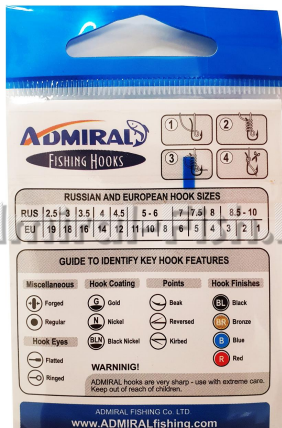 ADMIRAL
FISHING HOOKS
1 2
3 4
RUSSIAN AND EUROPEAN HOOK SIZES
RUS 2.5 - 3 3.5 4 4.5 5 - 6 7 7.5 8 8.5 - 10
EU 19 18 16 14 12 11 10 8 6 5 4 3 2 1
GUIDE TO IDENTIFY KEY HOOK FEATURES
Miscellaneous Hook Coating Points Hook Finishes
Forged G Gold Beak BL Black
Regular N Nickel Reversed BR Bronze
Hook Eyes BLN Black Nickel Kirbed B Blue
Flatted R Red
Ringed
WARNINIG!
ADMIRAL hooks are very sharp - use with extreme care.
Keep out of reach of children.
ADMIRAL FISHING Co. LTD
www.ADMIRALfishing.com